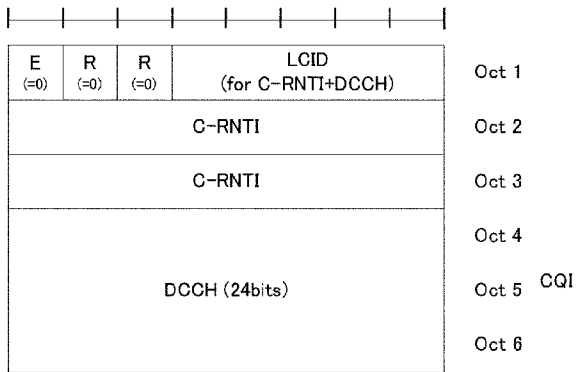 E R R LCID
(=0) (=0) (=0) (for C-RNTI+DCCH) Oct 1
C-RNTI Oct 2
C-RNTI Oct 3
Oct 4
DCCH (24bits) Oct 5 CQI
Oct 6